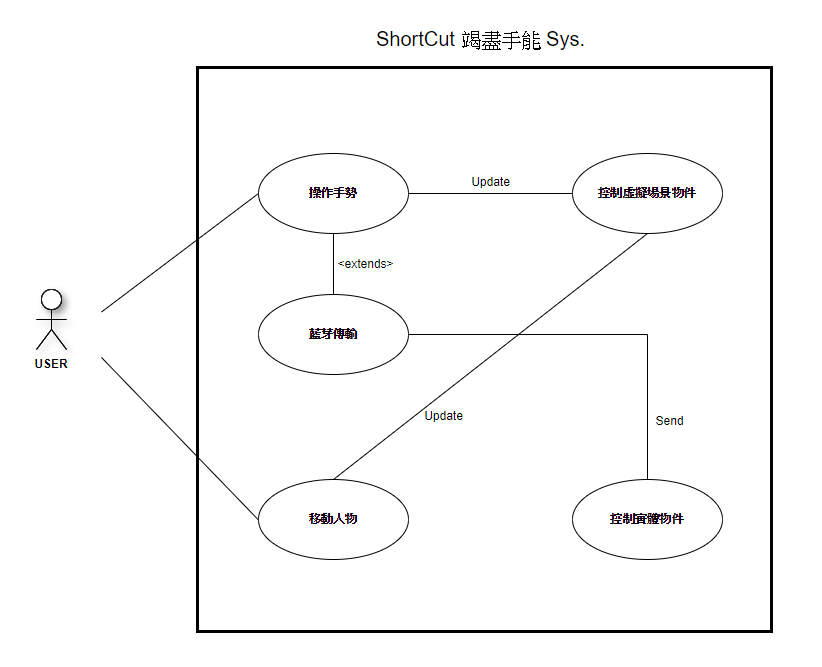 ShortCut 竭盡手能 Sys.
操作手勢
Update
控制虛擬場景物件
<extends>
藍芽傳輸
USER
Update
Send
移動人物
控制實體物件